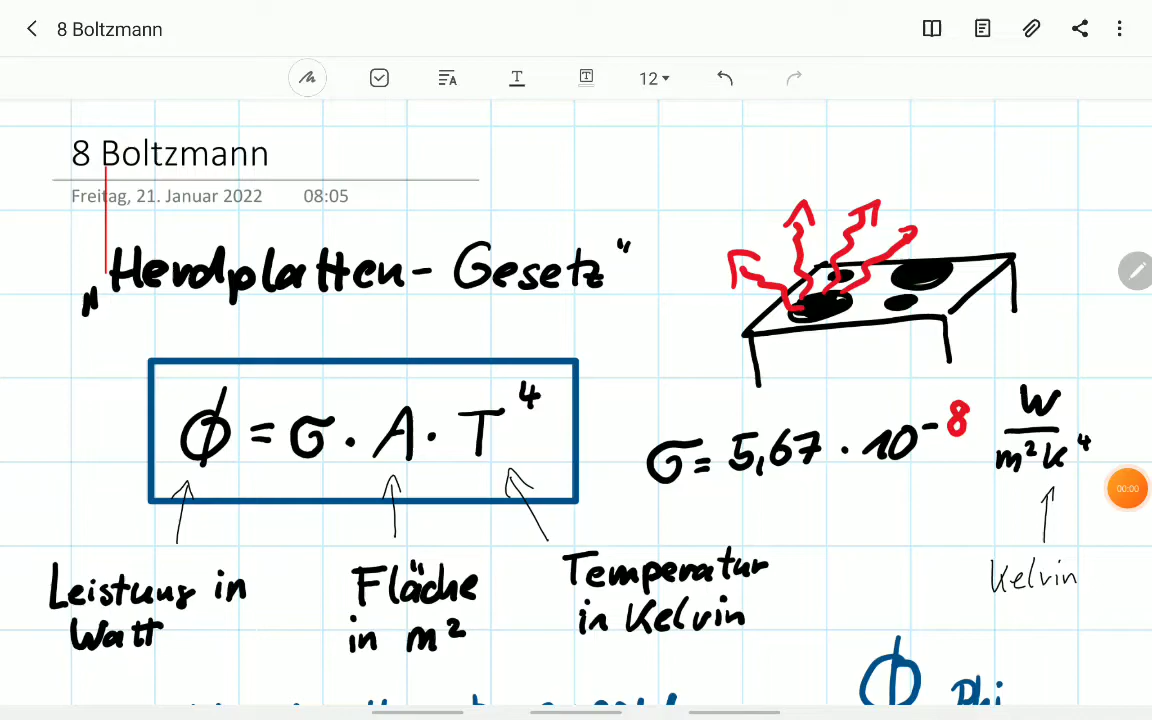 8 Boltzmann
12
8 Boltzmann
Freitag, 21. Januar 2022 08:05
„Herdplatten-Gesetz“
ϕ = σ · A · T⁴
σ = 5,67 · 10⁻⁸ W/m²K⁴
00:00
Leistung in Watt
Fläche in m²
Temperatur in Kelvin
Kelvin
ϕ Phi